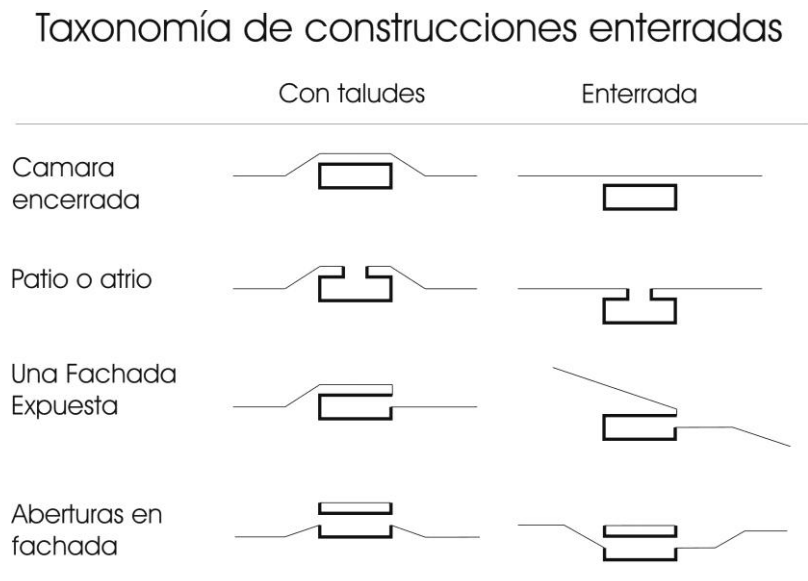 Taxonomía de construcciones enterradas
Con taludes Enterrada
Camara
encerrada
Patio o atrio
Una Fachada
Expuesta
Aberturas en
fachada